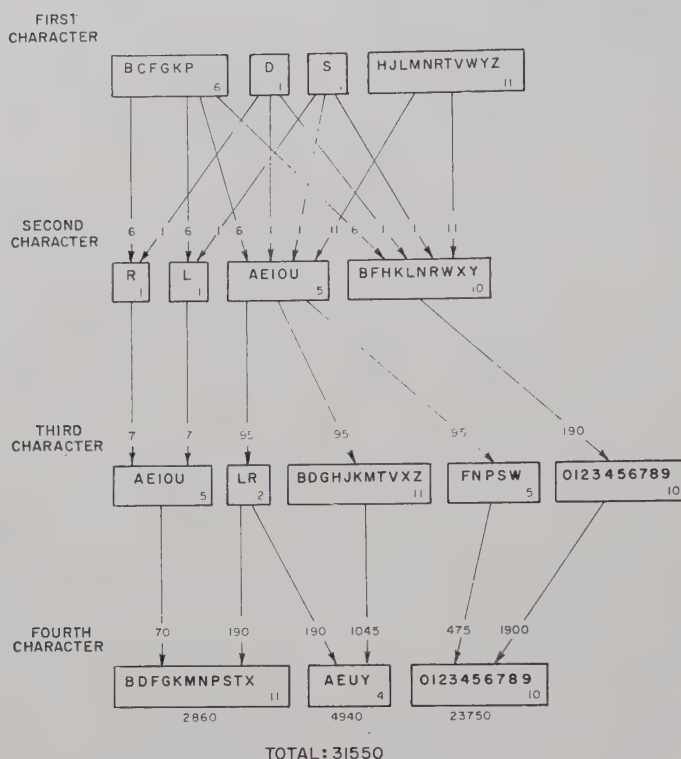 FIRST
CHARACTER
BCFGKP D S HJLMNRTVWYZ
6 1 11
SECOND
CHARACTER
6 1 6 1 6 1 1 11 6 1 1 11
R L AEIOU BFHKLNRWXY
1 1 5 10
THIRD
CHARACTER
7 7 95 95 95 190
AEIOU LR BDGHJKMTVXZ FNPSW 0123456789
5 2 11 5 10
FOURTH
CHARACTER
70 190 190 1045 475 1900
BDFGKMNPSTX AEUY 0123456789
11 4 10
2860 4940 23750
TOTAL: 31550